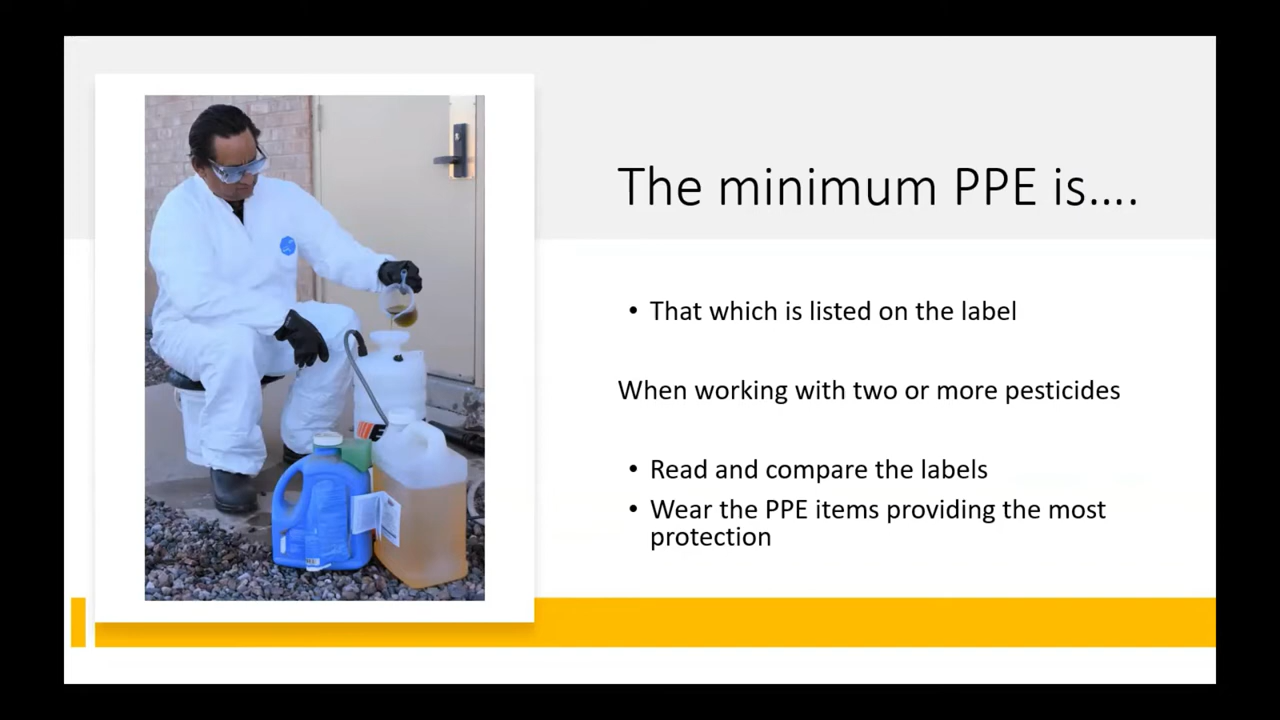 The minimum PPE is....
• That which is listed on the label
When working with two or more pesticides
• Read and compare the labels
• Wear the PPE items providing the most
protection